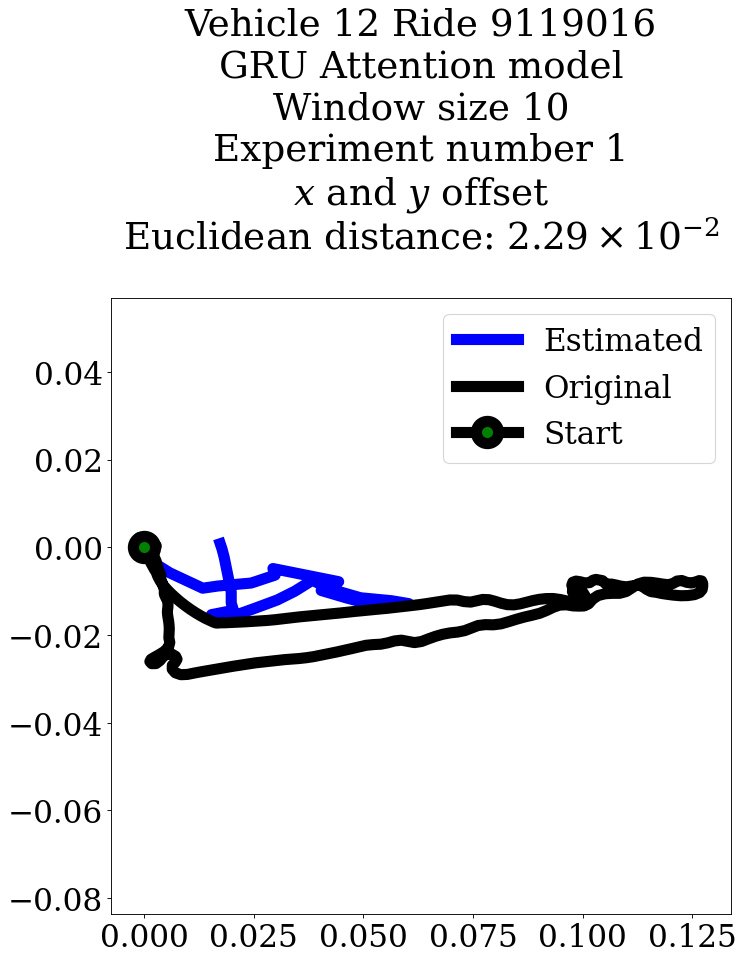 Vehicle 12 Ride 9119016
GRU Attention model
Window size 10
Experiment number 1
x and y offset
Euclidean distance: 2.29 × 10⁻²
Estimated
Original
Start
0.04
0.02
0.00
−0.02
−0.04
−0.06
−0.08
0.000 0.025 0.050 0.075 0.100 0.125